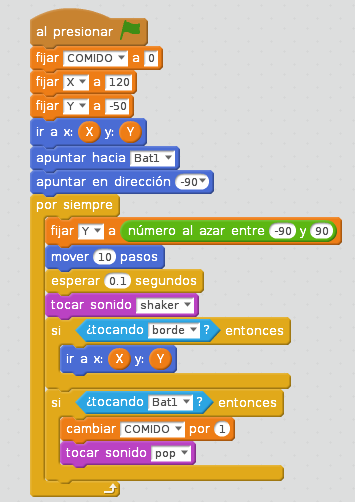 al presionar
fijar COMIDO a 0
fijar X a 120
fijar Y a -50
ir a x: X y: Y
apuntar hacia Bat1
apuntar en dirección -90
por siempre
fijar Y a número al azar entre -90 y 90
mover 10 pasos
esperar 0.1 segundos
tocar sonido shaker
si ¿tocando borde ? entonces
ir a x: X y: Y
si ¿tocando Bat1 ? entonces
cambiar COMIDO por 1
tocar sonido pop